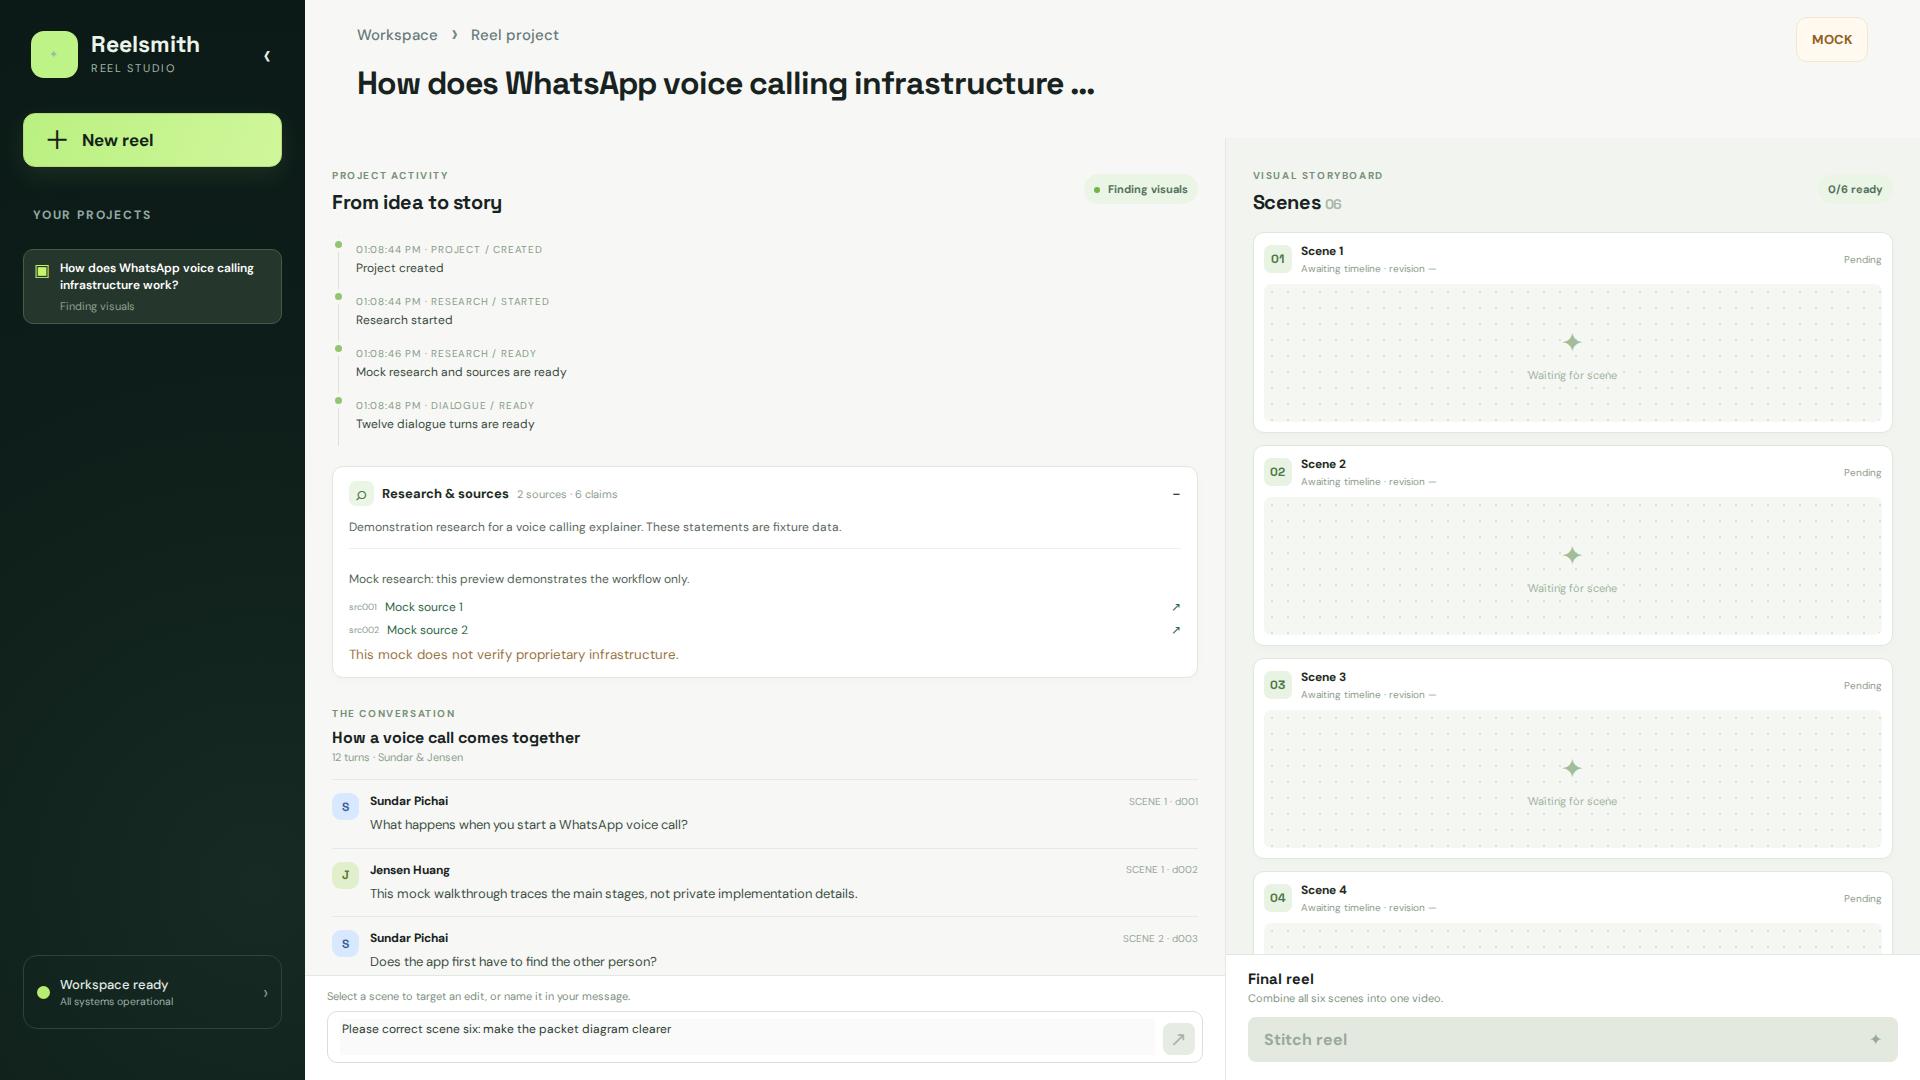 Reelsmith
REEL STUDIO
New reel
YOUR PROJECTS
How does WhatsApp voice calling
infrastructure work?
Finding visuals
Workspace ready
All systems operational
Workspace › Reel project
MOCK
How does WhatsApp voice calling infrastructure ...
PROJECT ACTIVITY
From idea to story
Finding visuals
01:08:44 PM · PROJECT / CREATED
Project created
01:08:44 PM · RESEARCH / STARTED
Research started
01:08:46 PM · RESEARCH / READY
Mock research and sources are ready
01:08:48 PM · DIALOGUE / READY
Twelve dialogue turns are ready
Research & sources 2 sources · 6 claims
Demonstration research for a voice calling explainer. These statements are fixture data.
Mock research: this preview demonstrates the workflow only.
src001 Mock source 1 ↗
src002 Mock source 2 ↗
This mock does not verify proprietary infrastructure.
THE CONVERSATION
How a voice call comes together
12 turns · Sundar & Jensen
S Sundar Pichai SCENE 1 · d001
What happens when you start a WhatsApp voice call?
J Jensen Huang SCENE 1 · d002
This mock walkthrough traces the main stages, not private implementation details.
S Sundar Pichai SCENE 2 · d003
Does the app first have to find the other person?
Select a scene to target an edit, or name it in your message.
Please correct scene six: make the packet diagram clearer
VISUAL STORYBOARD
Scenes 06
0/6 ready
01 Scene 1 Pending
Awaiting timeline · revision —
Waiting for scene
02 Scene 2 Pending
Awaiting timeline · revision —
Waiting for scene
03 Scene 3 Pending
Awaiting timeline · revision —
Waiting for scene
04 Scene 4 Pending
Awaiting timeline · revision —
Final reel
Combine all six scenes into one video.
Stitch reel